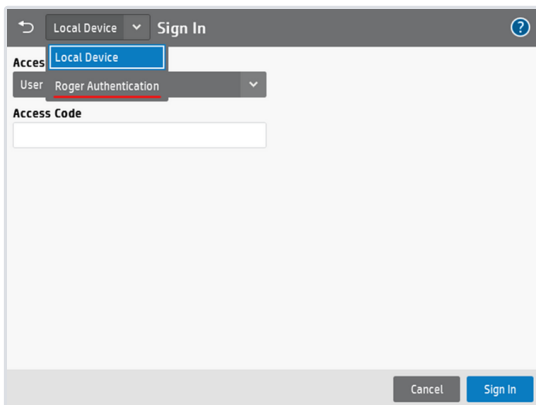 Local Device Sign In ?
Local Device
Acces
Roger Authentication
User
Access Code
Cancel Sign In